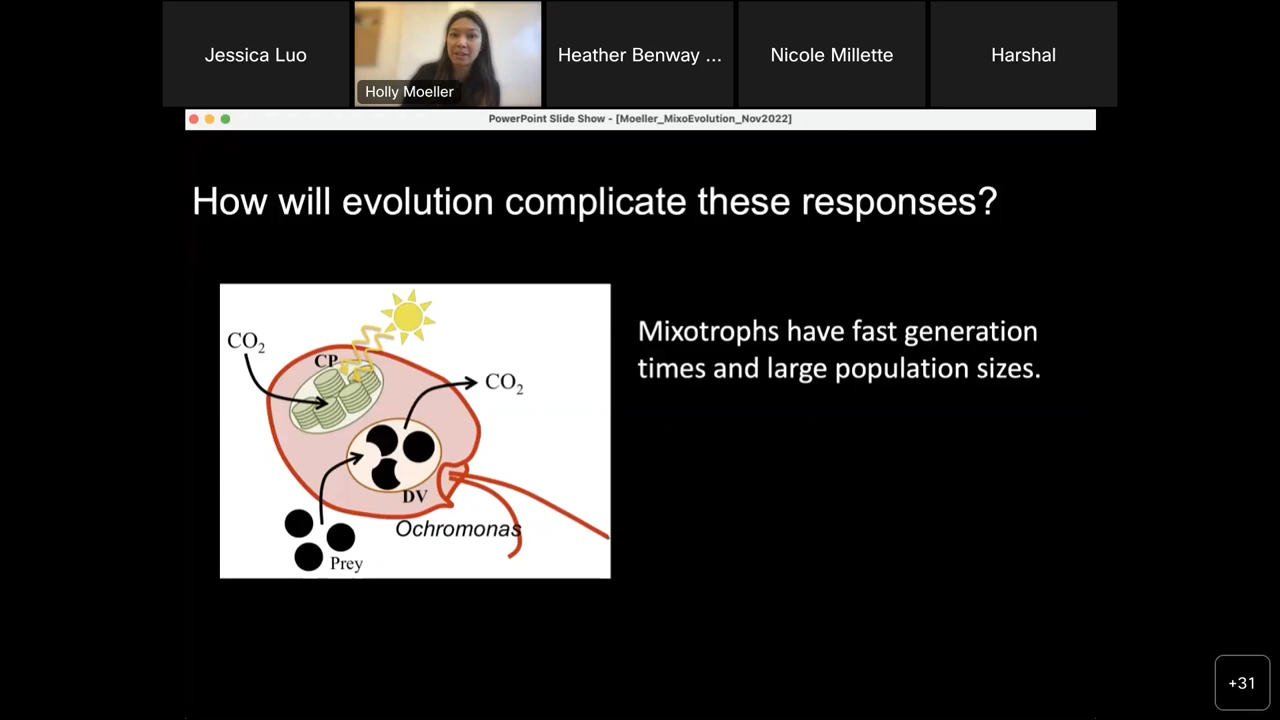 Jessica Luo
Holly Moeller
Heather Benway ...
Nicole Millette
Harshal
PowerPoint Slide Show - [Moeller_MixoEvolution_Nov2022]
How will evolution complicate these responses?
CO2
CP
CO2
DV
Ochromonas
Prey
Mixotrophs have fast generation
times and large population sizes.
+31